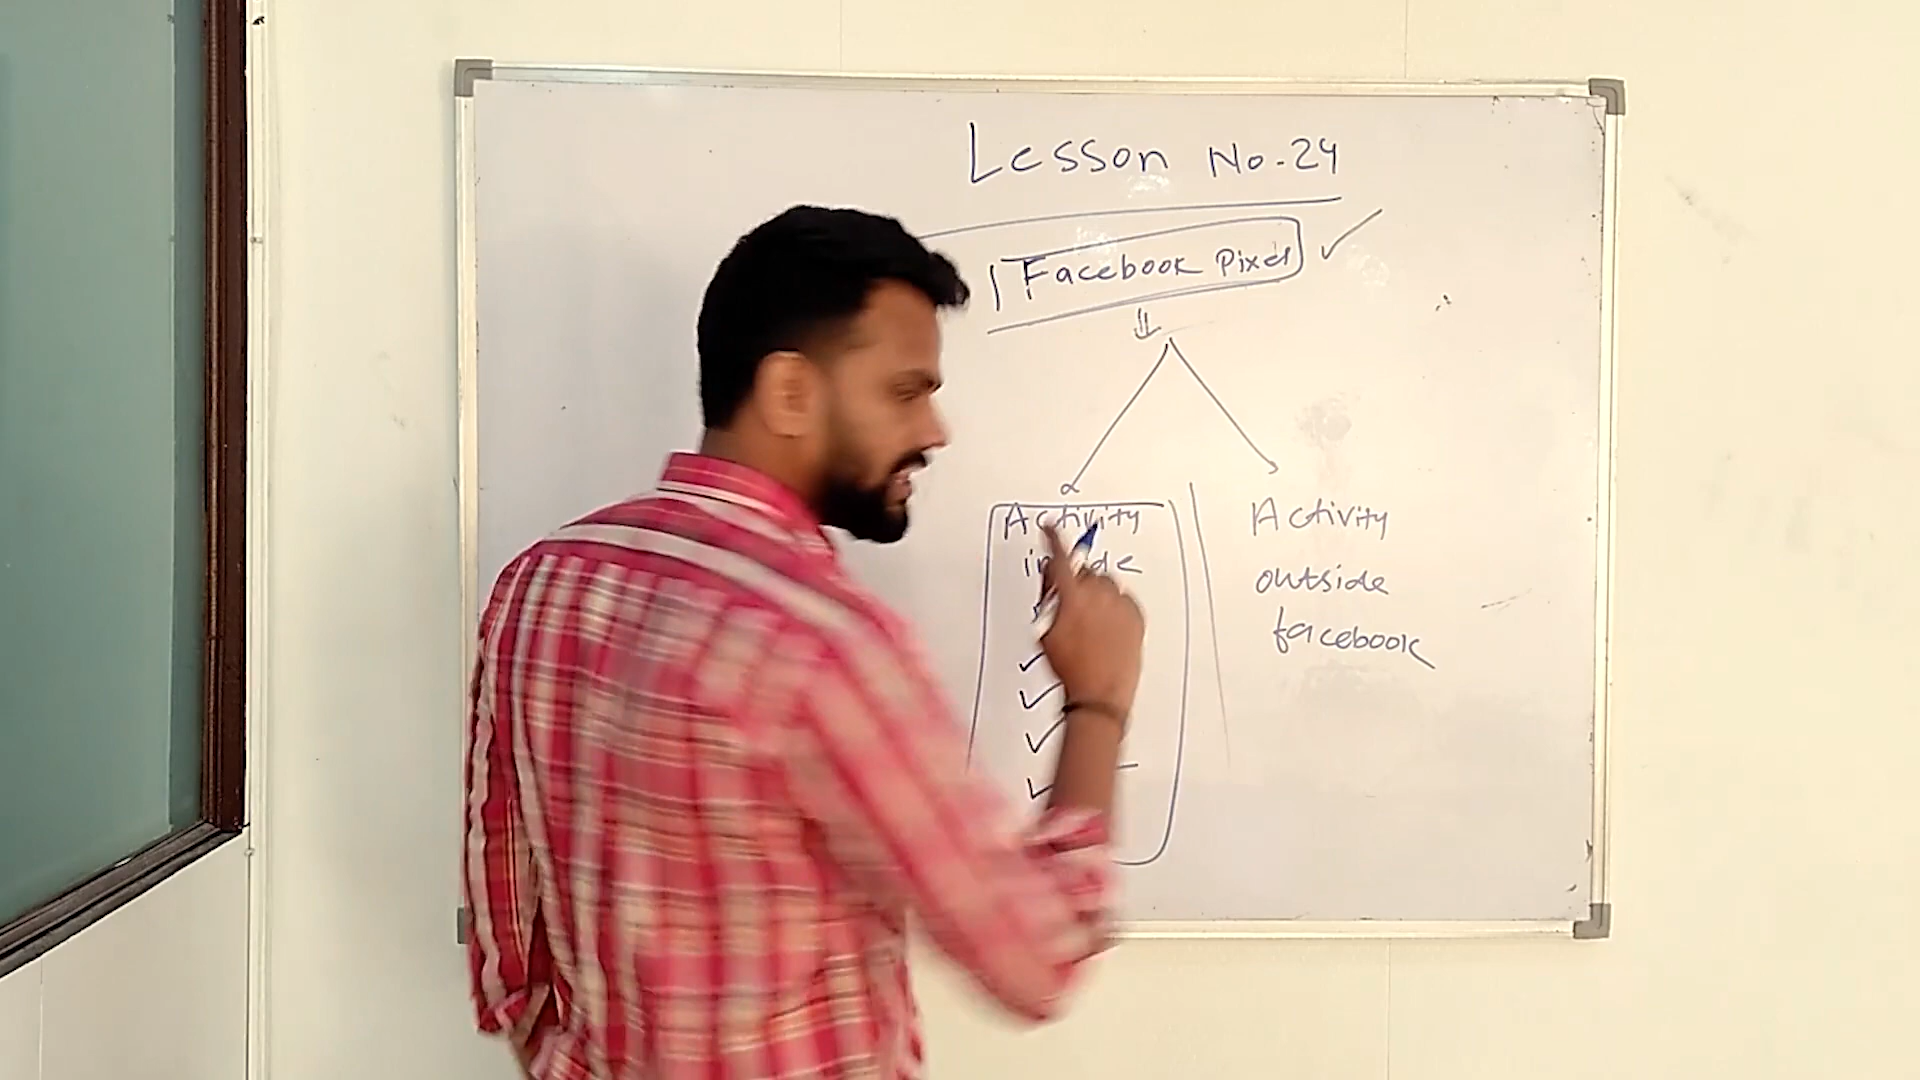 Lesson No-24
Facebook Pixel
Activity
inside
Activity
outside
facebook